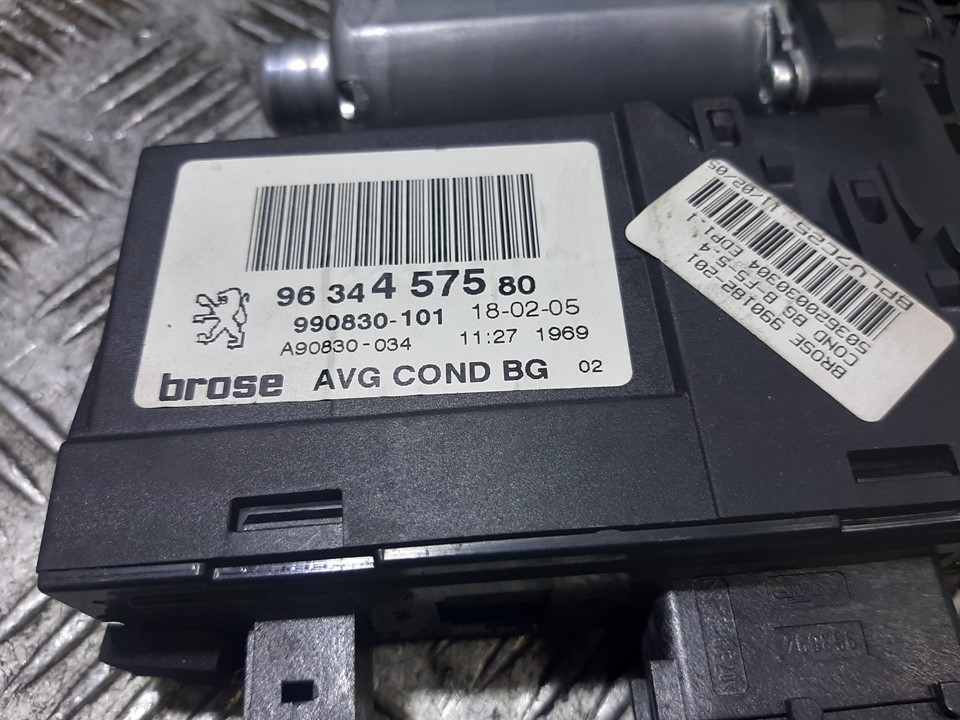 96 34 4 575 80
990830-101 18-02-05
A90830-034 11:27 1969
brose AVG COND BG 02
BROSE 990182-201
COND BG B-F5-5-4
503620030304 EDP1.1
BPLU7C25 11/02/05